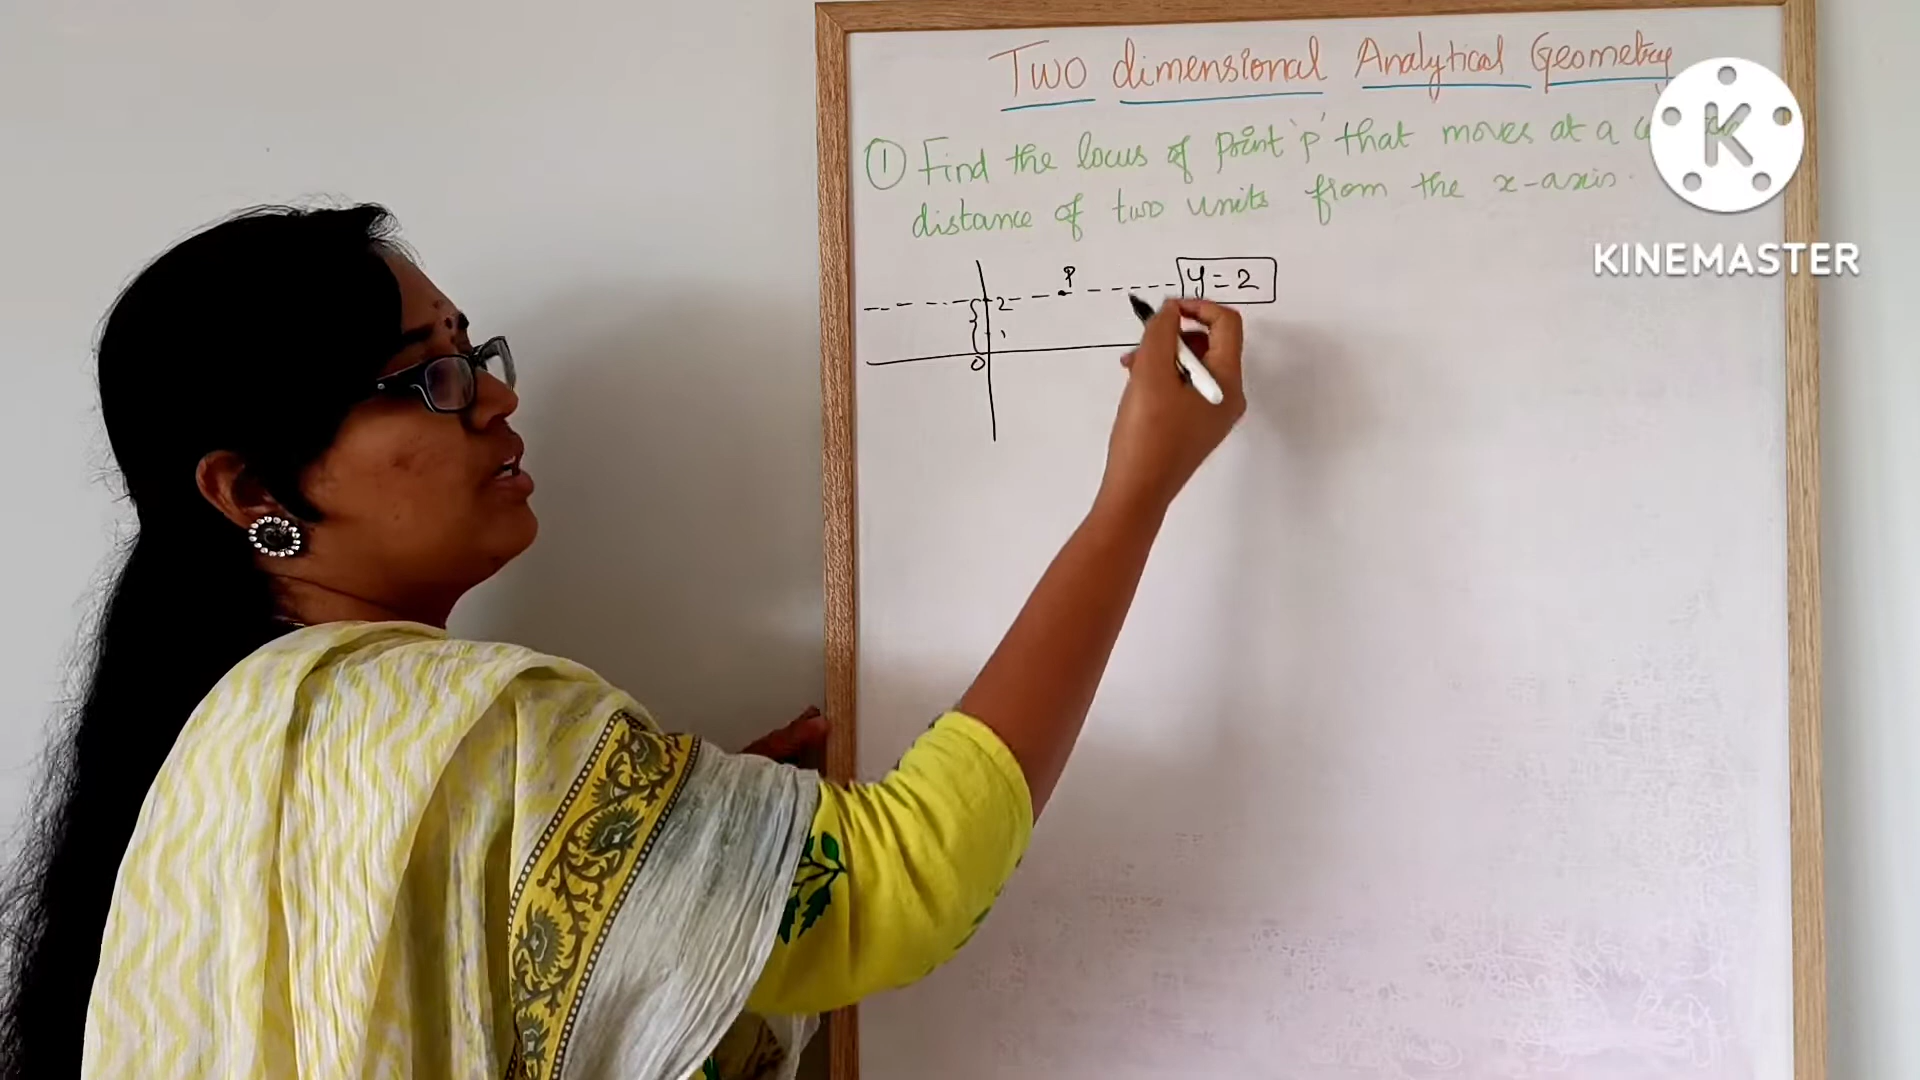 Two dimensional Analytical Geometry
① Find the locus of point 'p' that moves at a
distance of two units from the x-axis.
P
y = 2
2
1
0
K
KINEMASTER